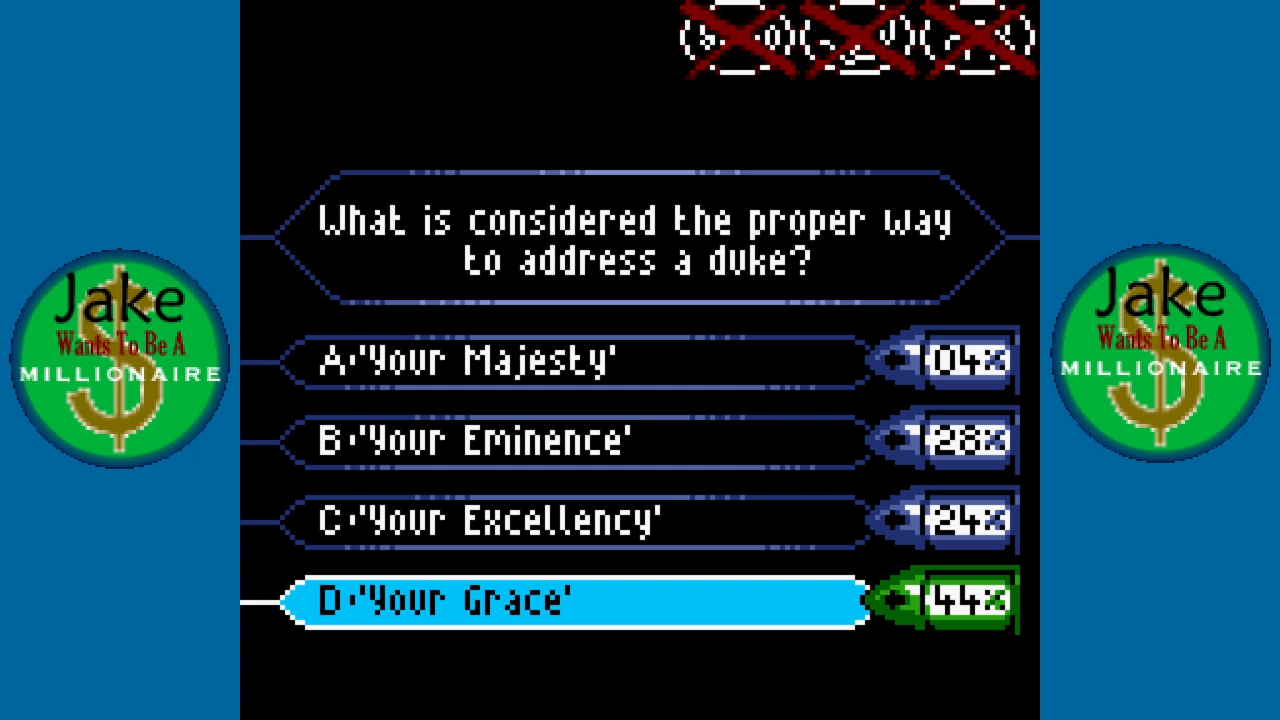 What is considered the proper way
to address a duke?
A:'Your Majesty' 04%
B:'Your Eminence' 28%
C:'Your Excellency' 24%
D:'Your Grace' 44%
Jake
Wants To Be A
MILLIONAIRE
Jake
Wants To Be A
MILLIONAIRE